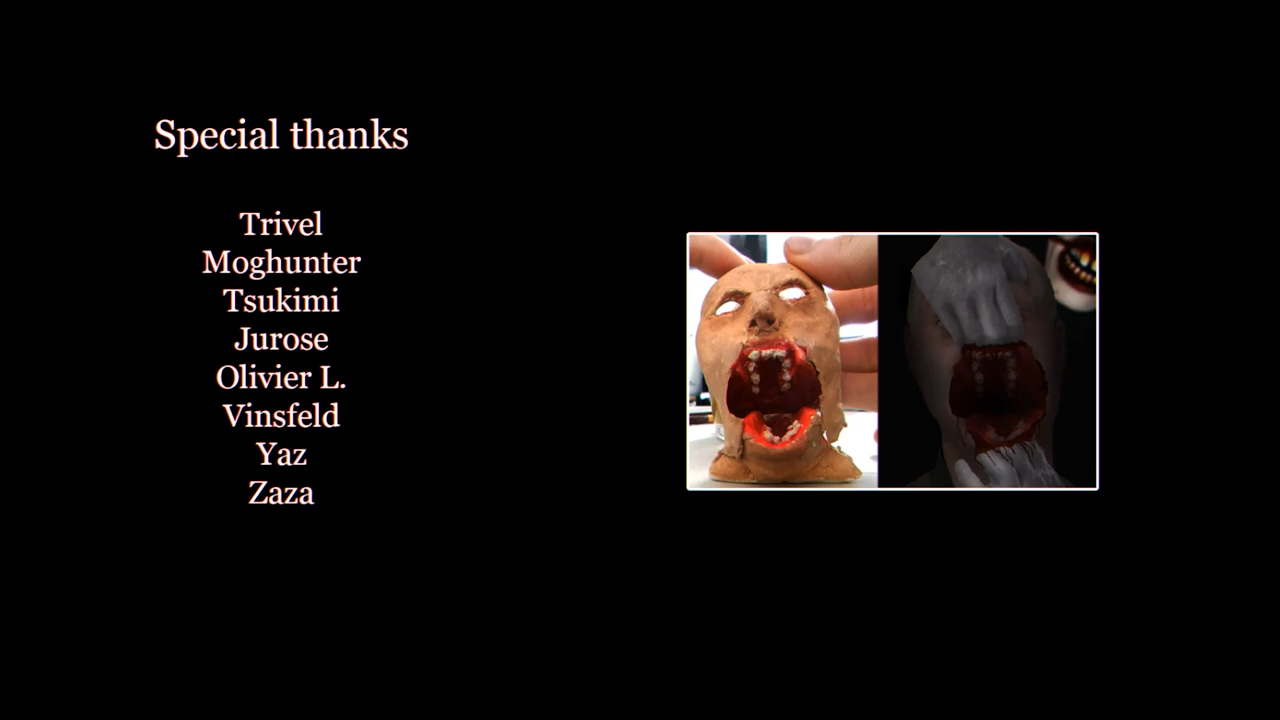 Special thanks
Trivel
Moghunter
Tsukimi
Jurose
Olivier L.
Vinsfeld
Yaz
Zaza